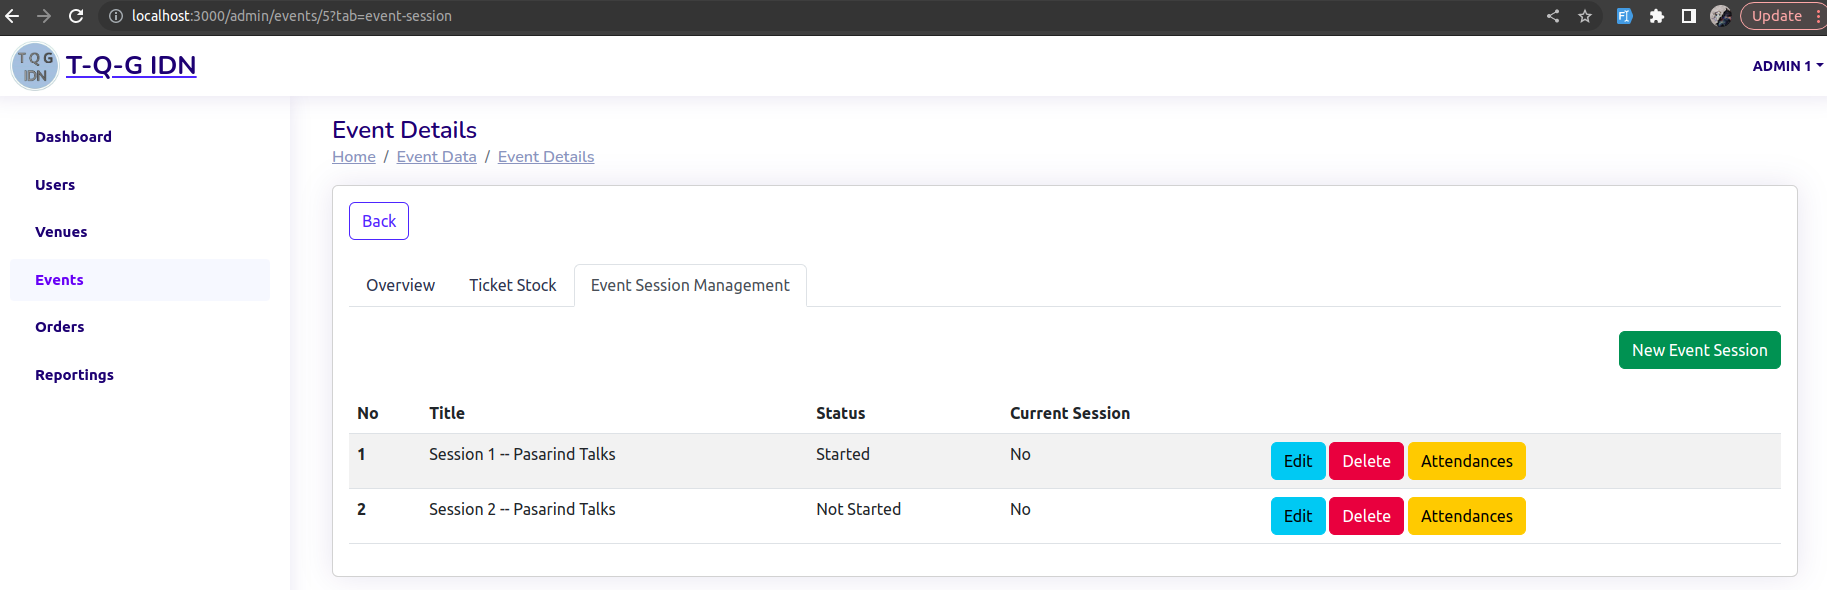 localhost:3000/admin/events/5?tab=event-session
Update
T Q G
IDN
T-Q-G IDN
ADMIN 1
Dashboard
Users
Venues
Events
Orders
Reportings
Event Details
Home / Event Data / Event Details
Back
Overview Ticket Stock Event Session Management
New Event Session
No Title Status Current Session
1 Session 1 -- Pasarind Talks Started No Edit Delete Attendances
2 Session 2 -- Pasarind Talks Not Started No Edit Delete Attendances